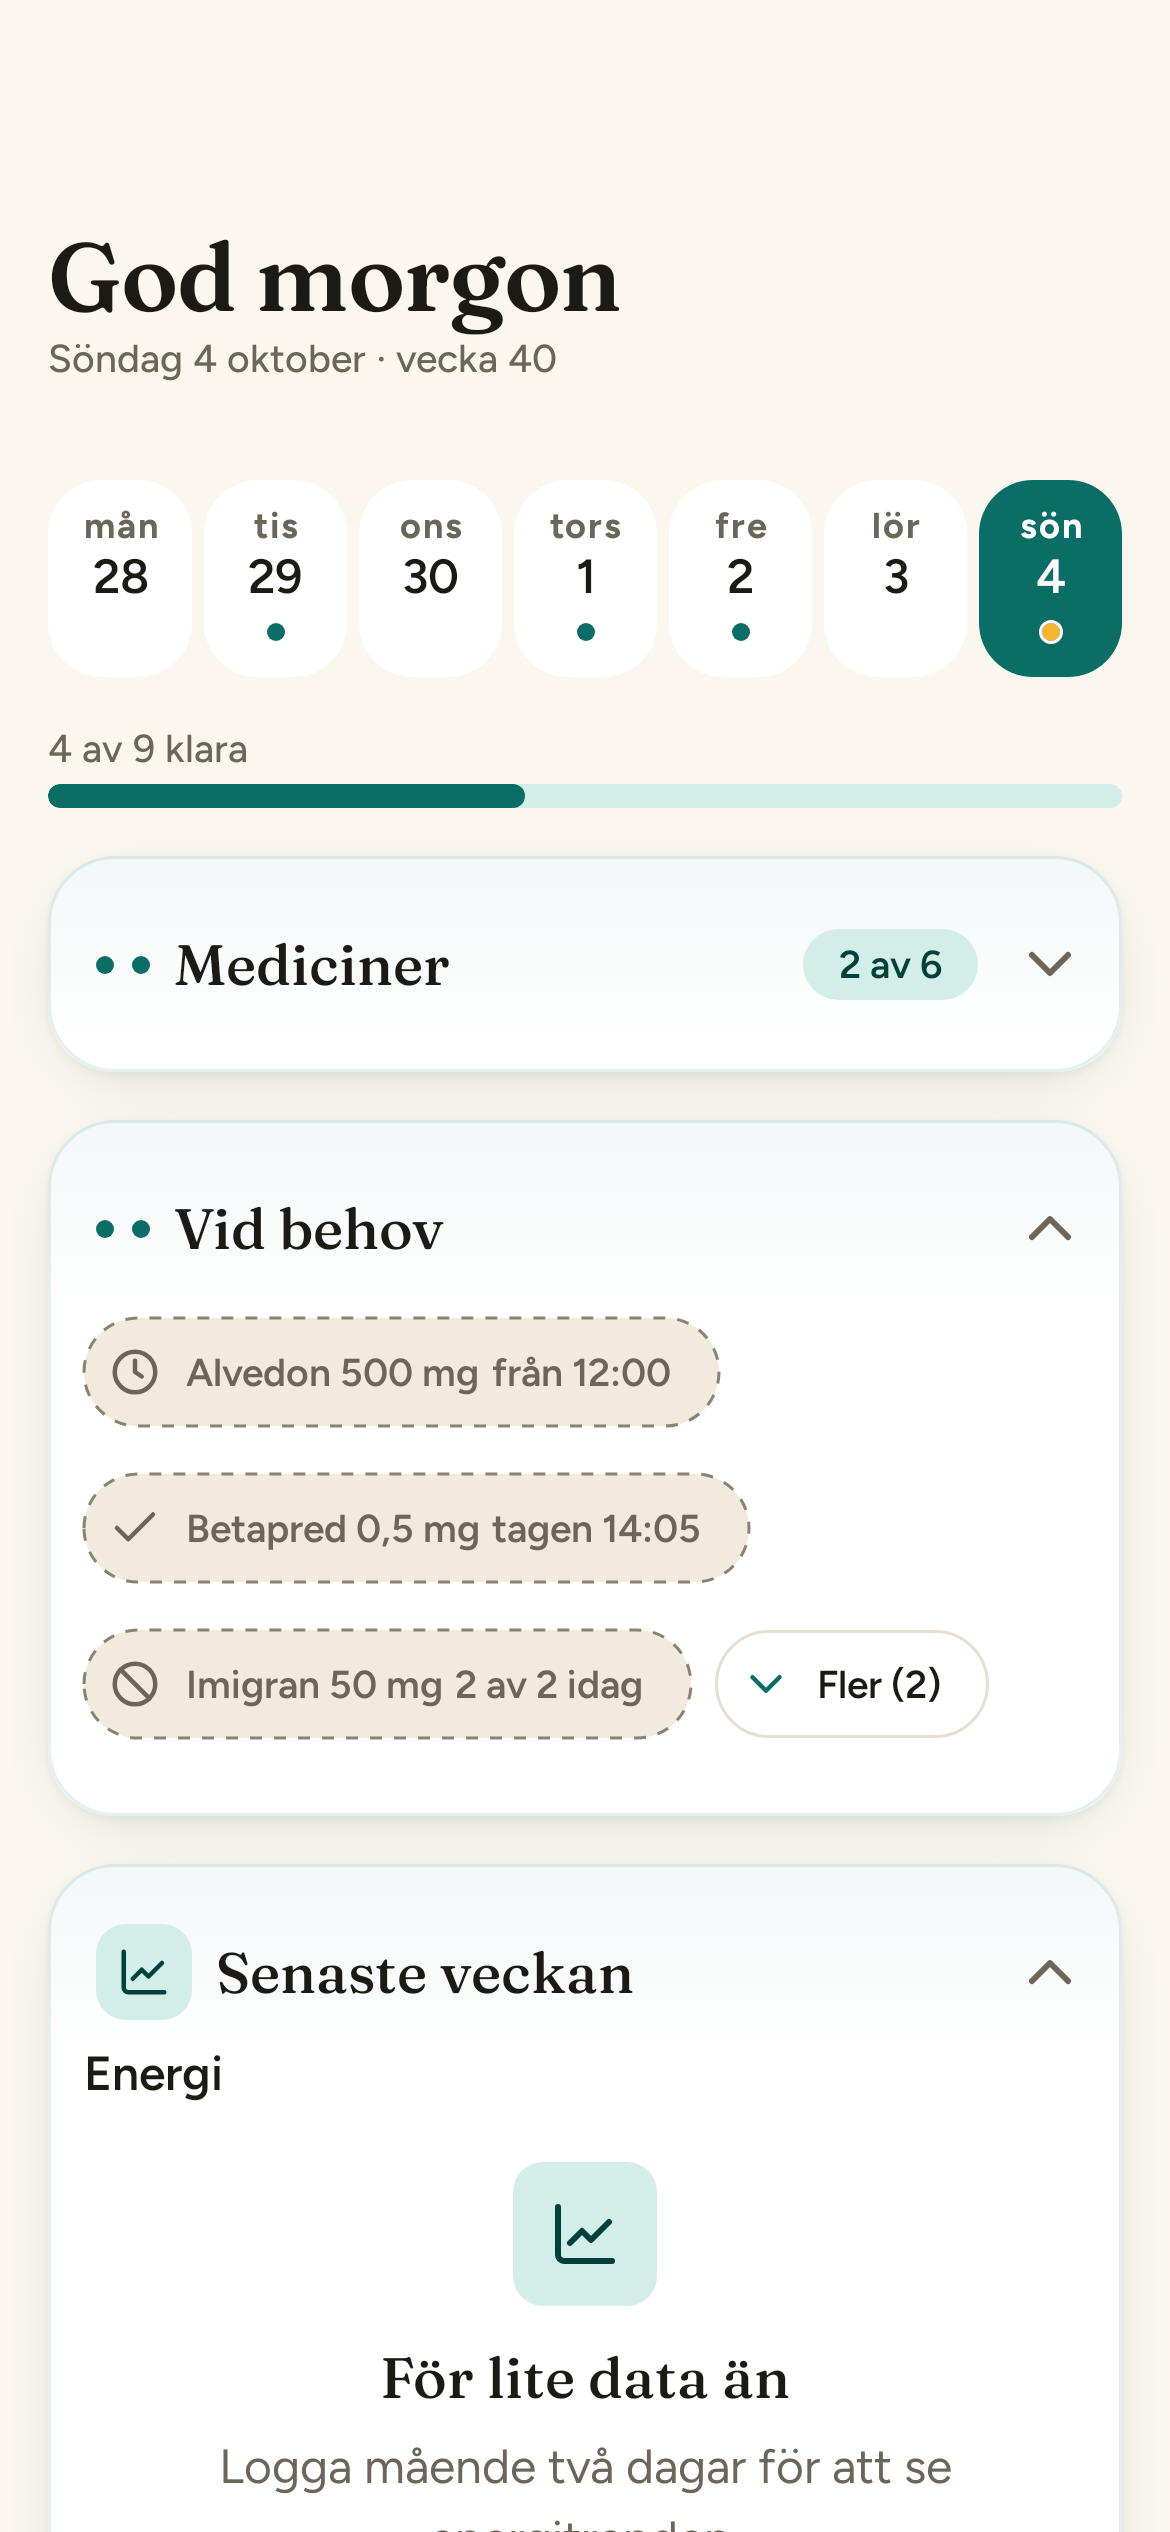 God morgon
Söndag 4 oktober · vecka 40
mån tis ons tors fre lör sön
28 29 30 1 2 3 4
4 av 9 klara
Mediciner 2 av 6
Vid behov
Alvedon 500 mg från 12:00
Betapred 0,5 mg tagen 14:05
Imigran 50 mg 2 av 2 idag Fler (2)
Senaste veckan
Energi
För lite data än
Logga mående två dagar för att se